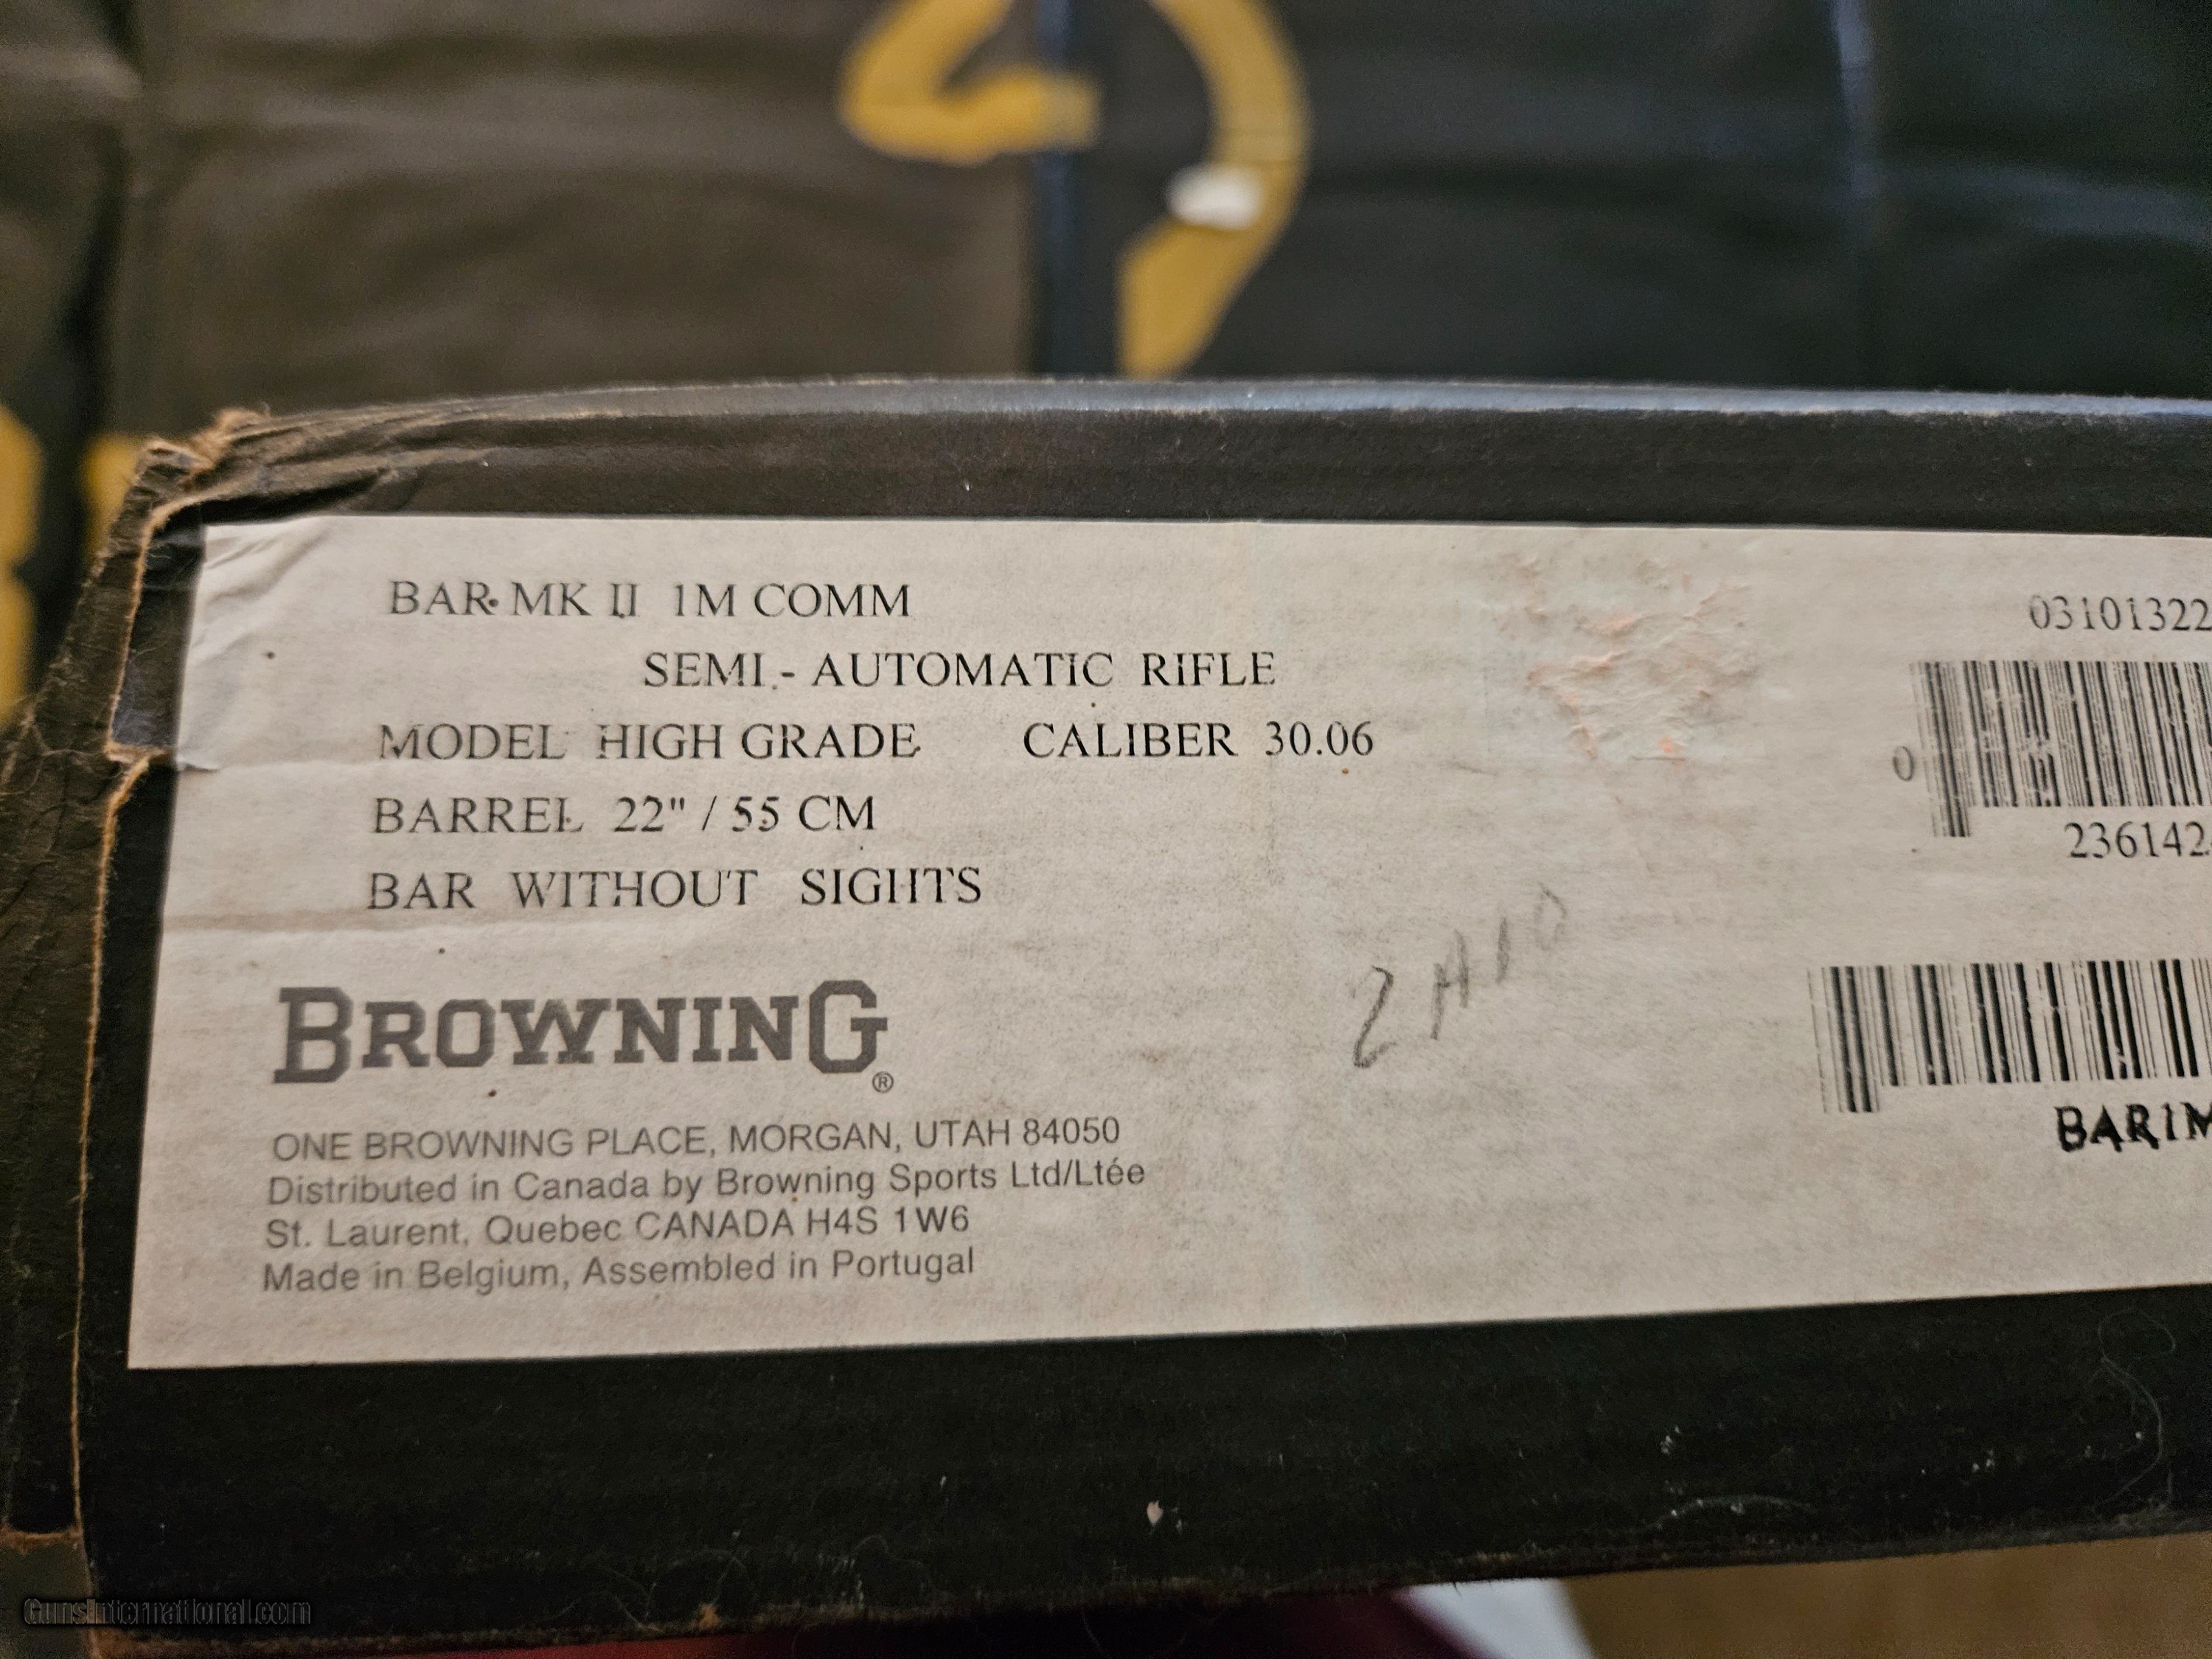 BAR MK II 1M COMM
SEMI - AUTOMATIC RIFLE
MODEL HIGH GRADE CALIBER 30.06
BARREL 22" / 55 CM
BAR WITHOUT SIGHTS
BROWNING®
ONE BROWNING PLACE, MORGAN, UTAH 84050
Distributed in Canada by Browning Sports Ltd/Ltée
St. Laurent, Quebec CANADA H4S 1W6
Made in Belgium, Assembled in Portugal
03101322
0
236142
BAR1M
GunsInternational.com